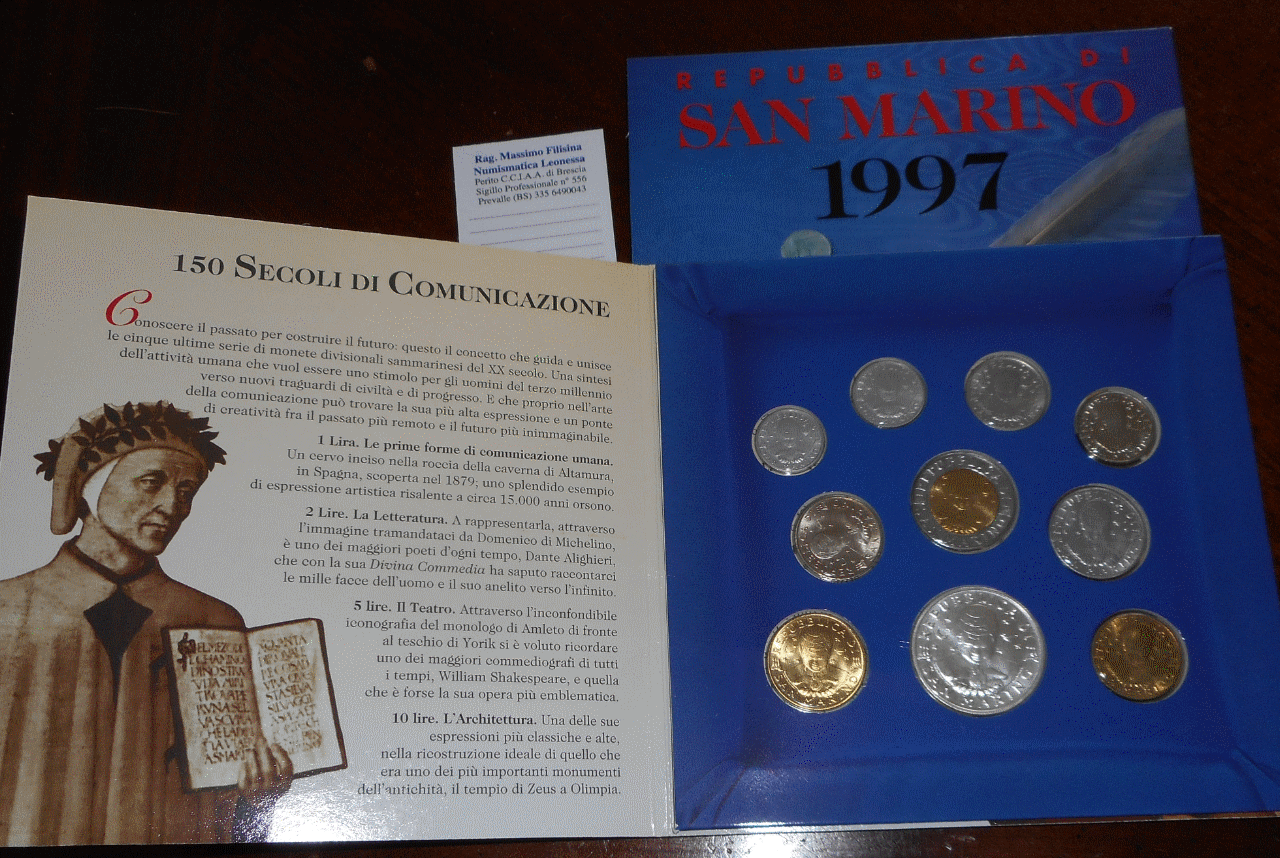 REPUBBLICA DI
SAN MARINO
1997
Rag. Massimo Filisina
Numismatica Leonessa
Perito C.C.I.A.A. di Brescia
Sigillo Professionale n° 556
Prevalle (BS) 335 6490043
150 SECOLI DI COMUNICAZIONE
Conoscere il passato per costruire il futuro: questo il concetto che guida e unisce
le cinque ultime serie di monete divisionali sammarinesi del XX secolo. Una sintesi
dell'attività umana che vuol essere uno stimolo per gli uomini del terzo millennio
verso nuovi traguardi di civiltà e di progresso. E che proprio nell'arte
della comunicazione può trovare la sua più alta espressione e un ponte
di creatività fra il passato più remoto e il futuro più inimmaginabile.
1 Lira. Le prime forme di comunicazione umana.
Un cervo inciso nella roccia della caverna di Altamura,
in Spagna, scoperta nel 1879; uno splendido esempio
di espressione artistica risalente a circa 15.000 anni orsono.
2 Lire. La Letteratura. A rappresentarla, attraverso
l'immagine tramandataci da Domenico di Michelino,
è uno dei maggiori poeti d'ogni tempo, Dante Alighieri,
che con la sua Divina Commedia ha saputo raccontarci
le mille facce dell'uomo e il suo anelito verso l'infinito.
5 lire. Il Teatro. Attraverso l'inconfondibile
iconografia del monologo di Amleto di fronte
al teschio di Yorik si è voluto ricordare
uno dei maggiori commediografi di tutti
i tempi, William Shakespeare, e quella
che è forse la sua opera più emblematica.
10 lire. L'Architettura. Una delle sue
espressioni più classiche e alte,
nella ricostruzione ideale di quello che
era uno dei più importanti monumenti
dell'antichità, il tempio di Zeus a Olimpia.
REPUBBLICA DI
SAN MARINO
REPUBBLICA DI
SAN MARINO